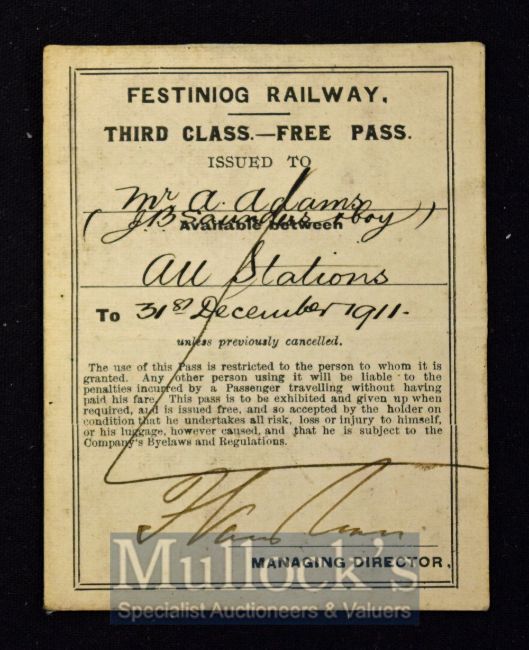 FESTINIOG RAILWAY,
THIRD CLASS.—FREE PASS.
ISSUED TO
Mr A. Adams
( J B Saunders & boy )
Available between
All Stations
To 31st December 1911.
unless previously cancelled.
The use of this Pass is restricted to the person to whom it is
granted. Any other person using it will be liable to the
penalties incurred by a Passenger travelling without having
paid his fare. This pass is to be exhibited and given up when
required, and is issued free, and so accepted by the holder on
condition that he undertakes all risk, loss or injury to himself,
or his luggage, however caused, and that he is subject to the
Company's Byelaws and Regulations.
MANAGING DIRECTOR,
MULLOCK'S
Specialist Auctioneers & Valuers